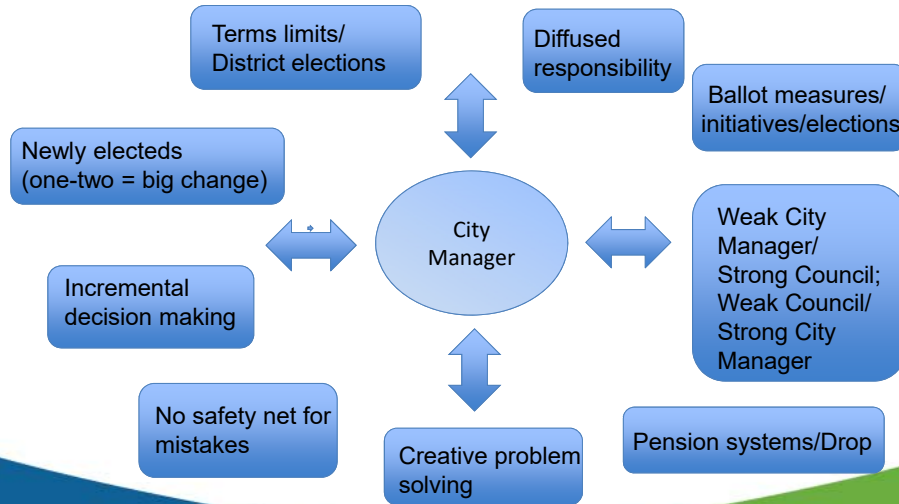 Terms limits/
District elections
Diffused
responsibility
Ballot measures/
initiatives/elections
Newly electeds
(one-two = big change)
City
Manager
Weak City
Manager/
Strong Council;
Weak Council/
Strong City
Manager
Incremental
decision making
No safety net for
mistakes
Creative problem
solving
Pension systems/Drop